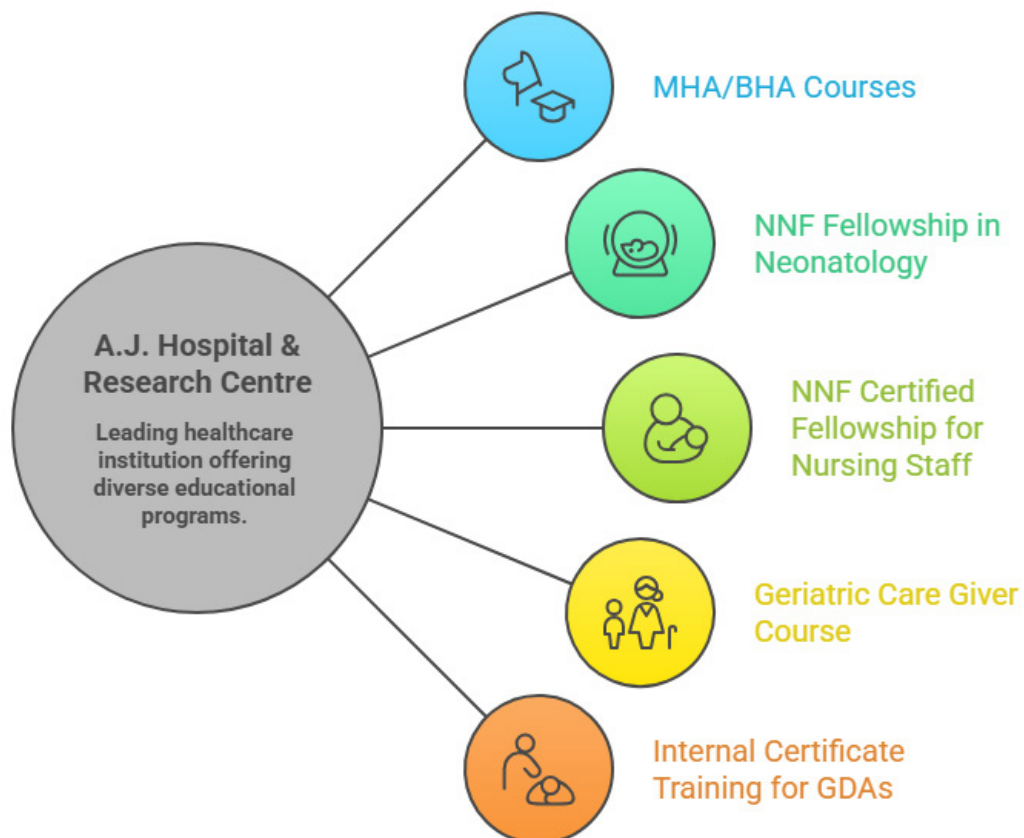 MHA/BHA Courses
NNF Fellowship in
Neonatology
A.J. Hospital &
Research Centre
Leading healthcare
institution offering
diverse educational
programs.
NNF Certified
Fellowship for
Nursing Staff
Geriatric Care Giver
Course
Internal Certificate
Training for GDAs